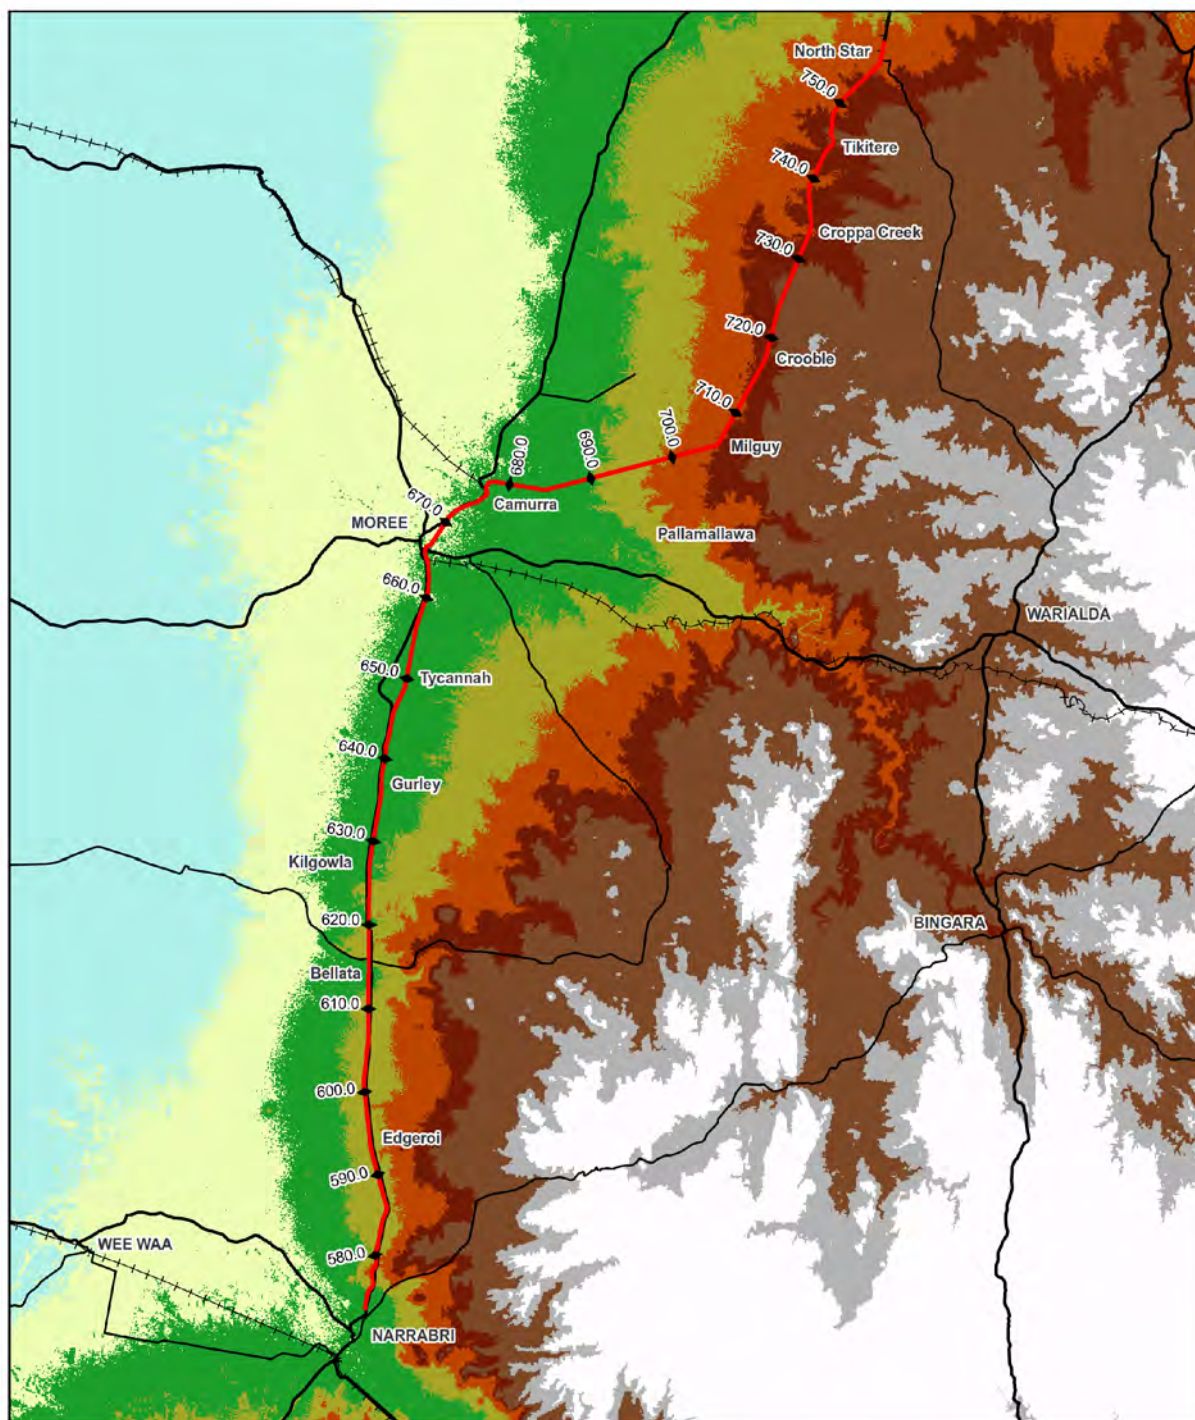 North Star
750.0
Tikitere
740.0
Croppa Creek
730.0
720.0
Crooble
710.0
Milguy
700.0
690.0
680.0
Camurra
670.0
MOREE
Pallamallawa
660.0
WARIALDA
650.0
Tycannah
640.0
Gurley
630.0
Kilgowla
620.0
BINGARA
Bellata
610.0
600.0
Edgeroi
590.0
WEE WAA
580.0
NARRABRI